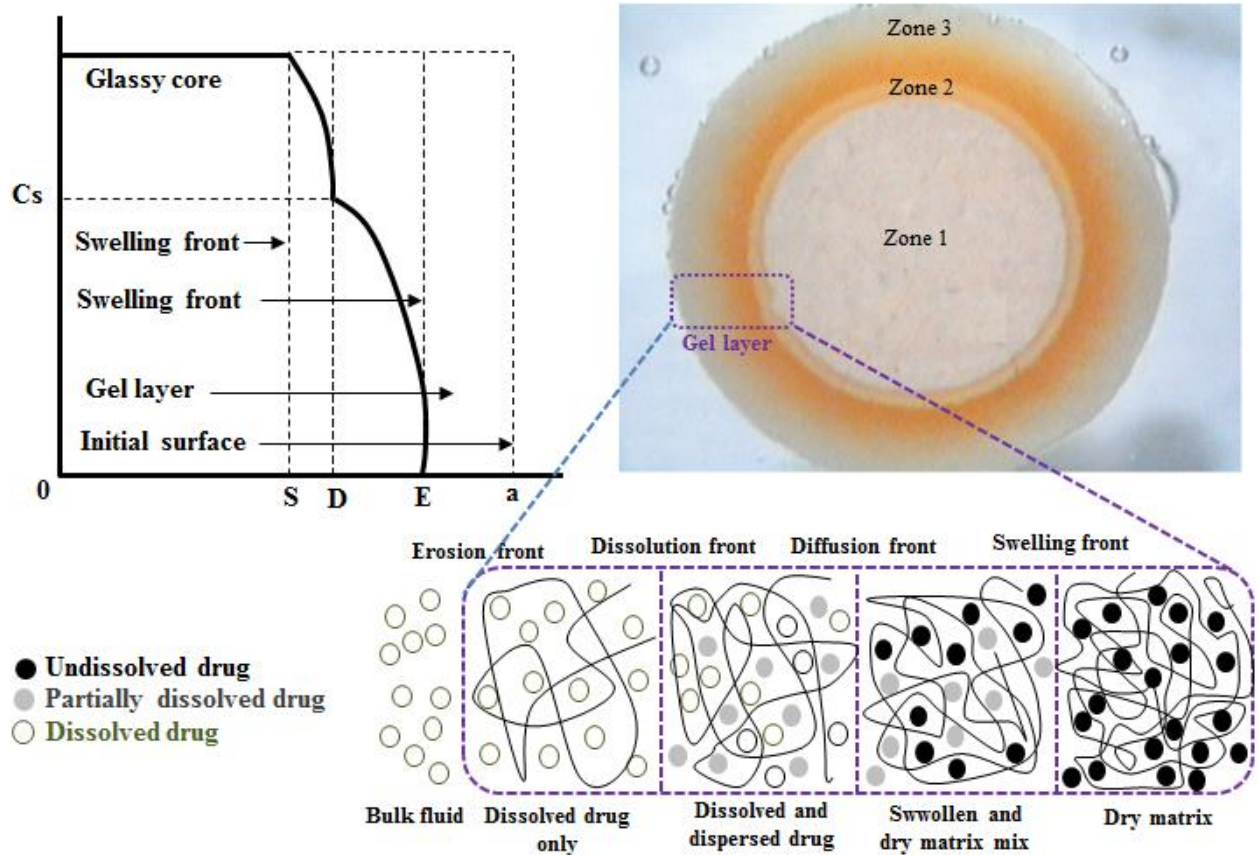 Glassy core
Cs
Swelling front
Swelling front
Gel layer
Initial surface
0
S
D
E
a
Zone 3
Zone 2
Zone 1
Gel layer
Erosion front
Dissolution front
Diffusion front
Swelling front
Undissolved drug
Partially dissolved drug
Dissolved drug
Bulk fluid
Dissolved drug
only
Dissolved and
dispersed drug
Swwollen and
dry matrix mix
Dry matrix